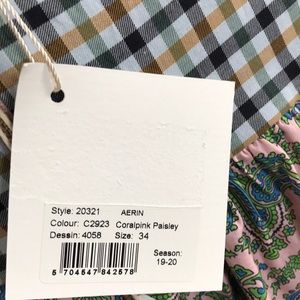 Style: 20321 AERIN
Colour: C2923 Coralpink Paisley
Dessin: 4058 Size: 34
Season:
19-20
5 704547 842578